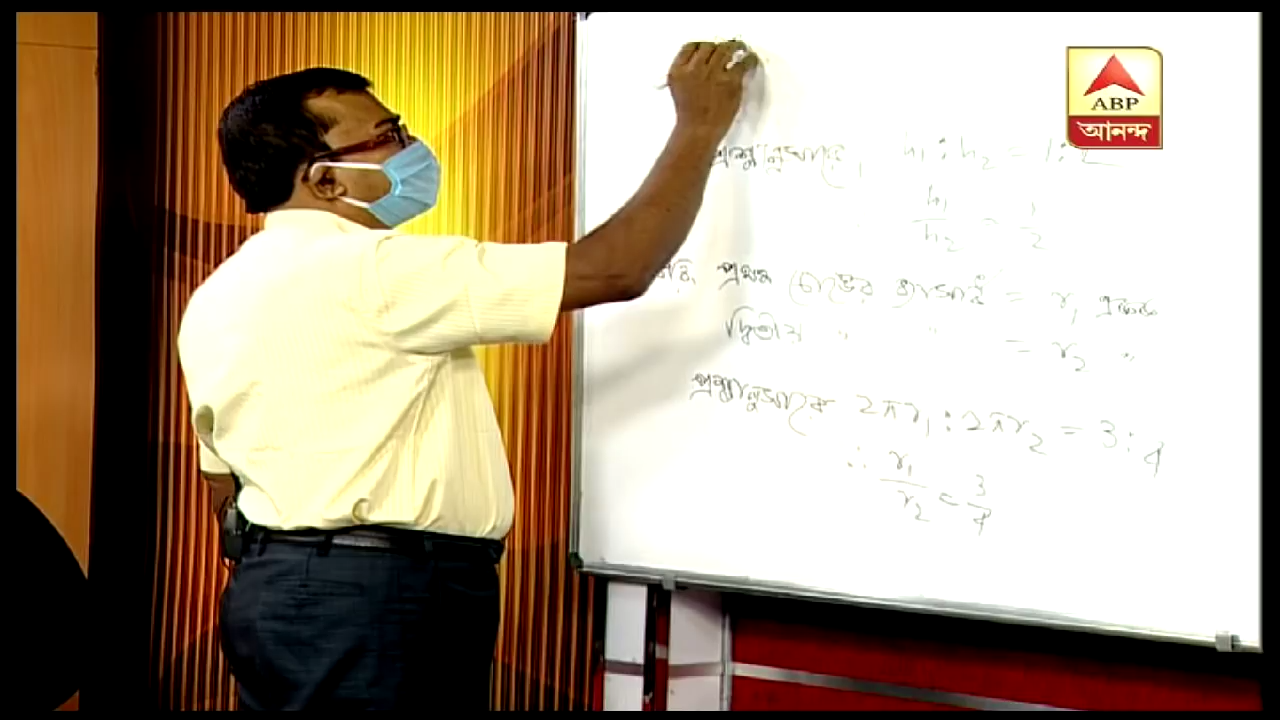 ABP
আনন্দ
প্রশ্নানুসারে, h₁ : h₂ = 1 : 2
h₁/h₂ = 1/2
প্রথম চোঙের ব্যাসার্ধ = r₁ একক
দ্বিতীয় " " = r₂ "
প্রশ্নানুসারে 2πr₁ : 2πr₂ = 3 : 4
∴ r₁/r₂ = 3/4